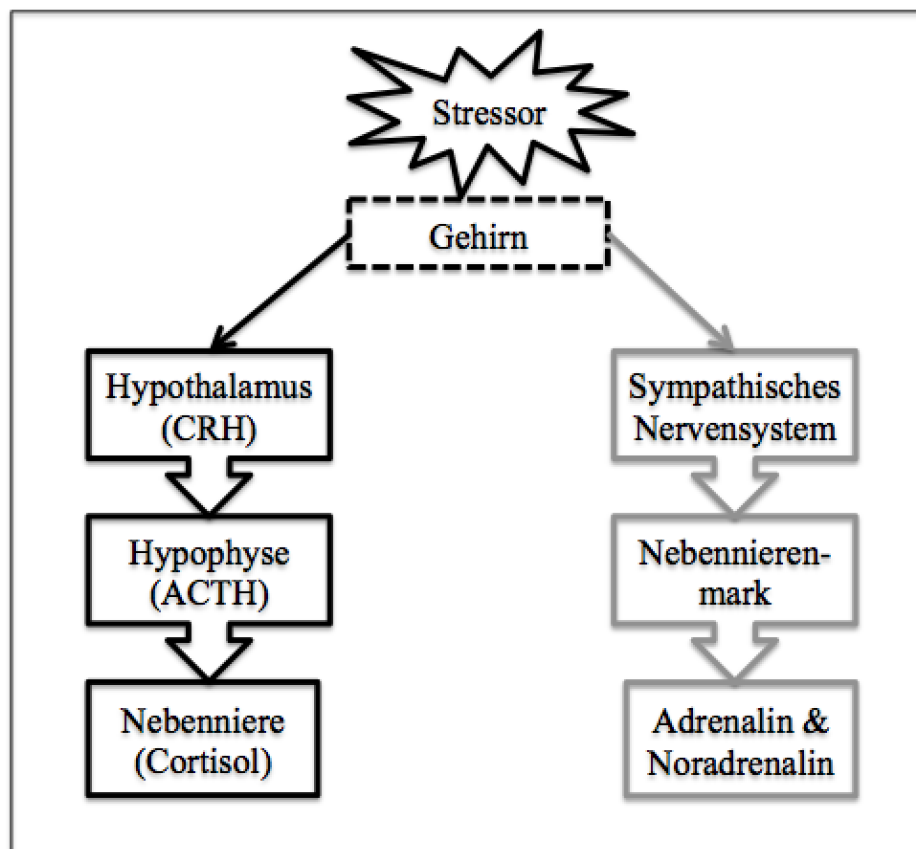 Stressor
Gehirn
Hypothalamus
(CRH)
Hypophyse
(ACTH)
Nebenniere
(Cortisol)
Sympathisches
Nervensystem
Nebennieren-
mark
Adrenalin &
Noradrenalin